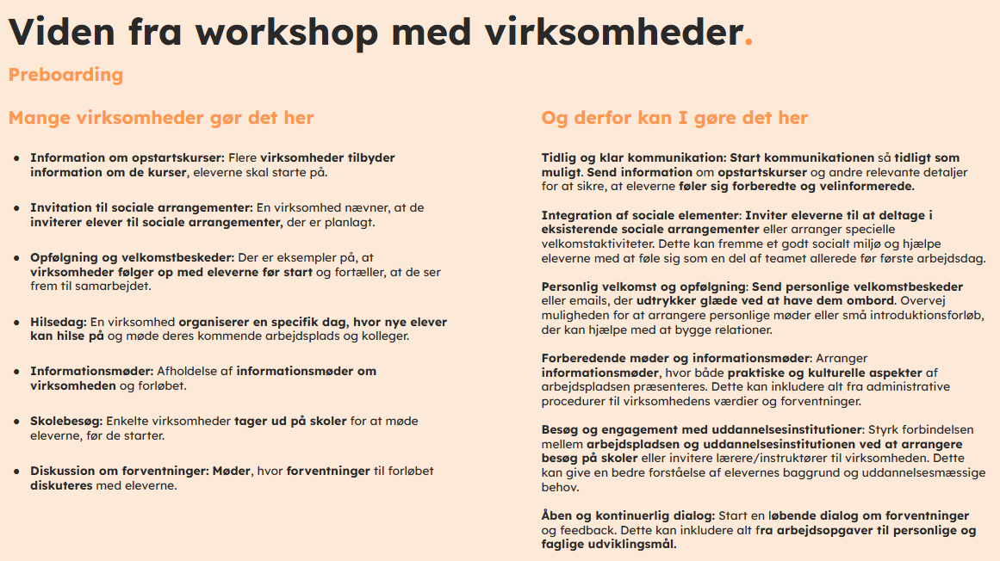 Viden fra workshop med virksomheder.
Preboarding
Mange virksomheder gør det her
● Information om opstartskurser: Flere virksomheder tilbyder
information om de kurser, eleverne skal starte på.
● Invitation til sociale arrangementer: En virksomhed nævner, at de
inviterer elever til sociale arrangementer, der er planlagt.
● Opfølgning og velkomstbeskeder: Der er eksempler på, at
virksomheder følger op med eleverne før start og fortæller, at de ser
frem til samarbejdet.
● Hilsedag: En virksomhed organiserer en specifik dag, hvor nye elever
kan hilse på og møde deres kommende arbejdsplads og kolleger.
● Informationsmøder: Afholdelse af informationsmøder om
virksomheden og forløbet.
● Skolebesøg: Enkelte virksomheder tager ud på skoler for at møde
eleverne, før de starter.
● Diskussion om forventninger: Møder, hvor forventninger til forløbet
diskuteres med eleverne.
Og derfor kan I gøre det her
Tidlig og klar kommunikation: Start kommunikationen så tidligt som
muligt. Send information om opstartskurser og andre relevante detaljer
for at sikre, at eleverne føler sig forberedte og velinformerede.
Integration af sociale elementer: Inviter eleverne til at deltage i
eksisterende sociale arrangementer eller arranger specielle
velkomstaktiviteter. Dette kan fremme et godt socialt miljø og hjælpe
eleverne med at føle sig som en del af teamet allerede før første arbejdsdag.
Personlig velkomst og opfølgning: Send personlige velkomstbeskeder
eller emails, der udtrykker glæde ved at have dem ombord. Overvej
muligheden for at arrangere personlige møder eller små introduktionsforløb,
der kan hjælpe med at bygge relationer.
Forberedende møder og informationsmøder: Arranger
informationsmøder, hvor både praktiske og kulturelle aspekter af
arbejdspladsen præsenteres. Dette kan inkludere alt fra administrative
procedurer til virksomhedens værdier og forventninger.
Besøg og engagement med uddannelsesinstitutioner: Styrk forbindelsen
mellem arbejdspladsen og uddannelsesinstitutionen ved at arrangere
besøg på skoler eller invitere lærere/instruktører til virksomheden. Dette
kan give en bedre forståelse af elevernes baggrund og uddannelsesmæssige
behov.
Åben og kontinuerlig dialog: Start en løbende dialog om forventninger
og feedback. Dette kan inkludere alt fra arbejdsopgaver til personlige og
faglige udviklingsmål.